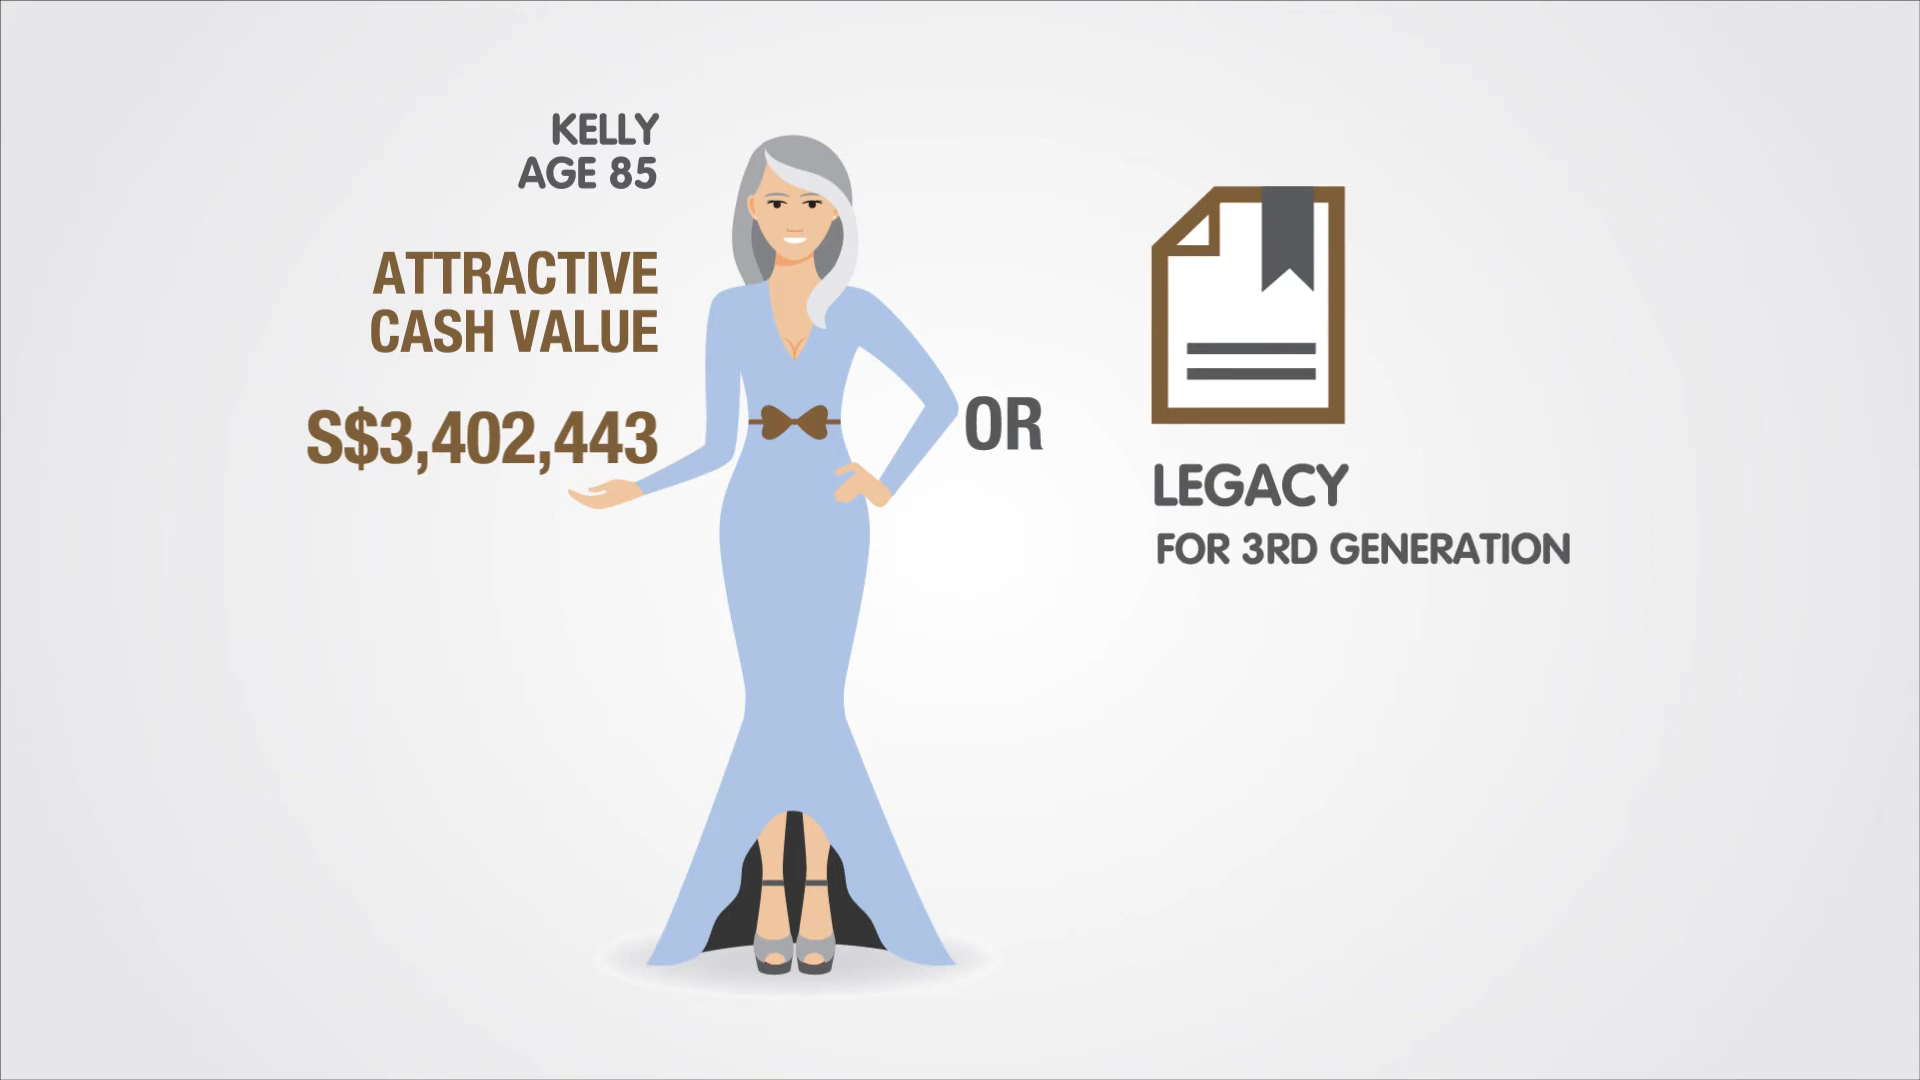 KELLY
AGE 85
ATTRACTIVE
CASH VALUE
S$3,402,443
OR
LEGACY
FOR 3RD GENERATION